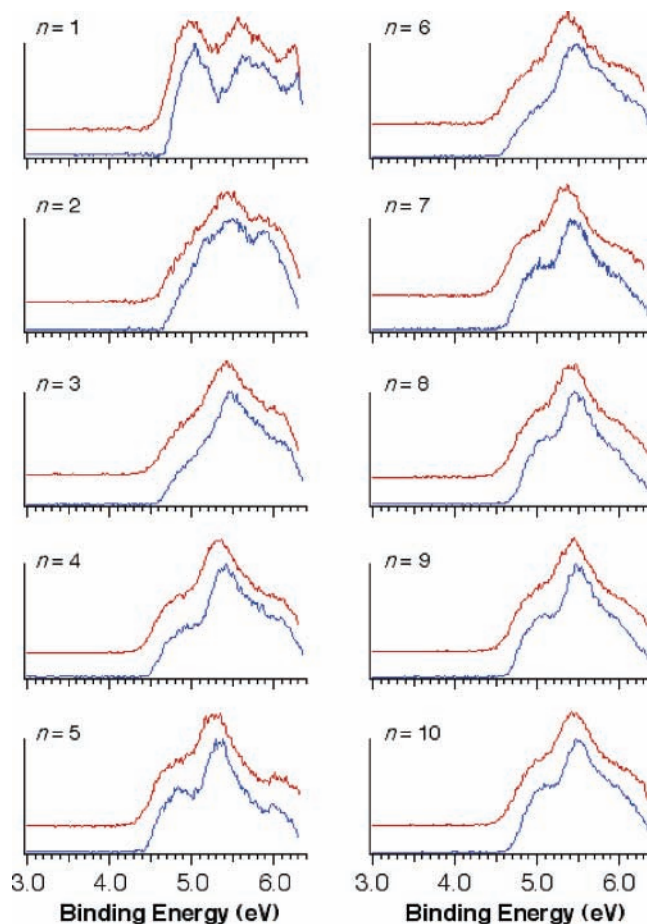 n = 1
n = 2
n = 3
n = 4
n = 5
3.0 4.0 5.0 6.0
Binding Energy (eV)
n = 6
n = 7
n = 8
n = 9
n = 10
3.0 4.0 5.0 6.0
Binding Energy (eV)